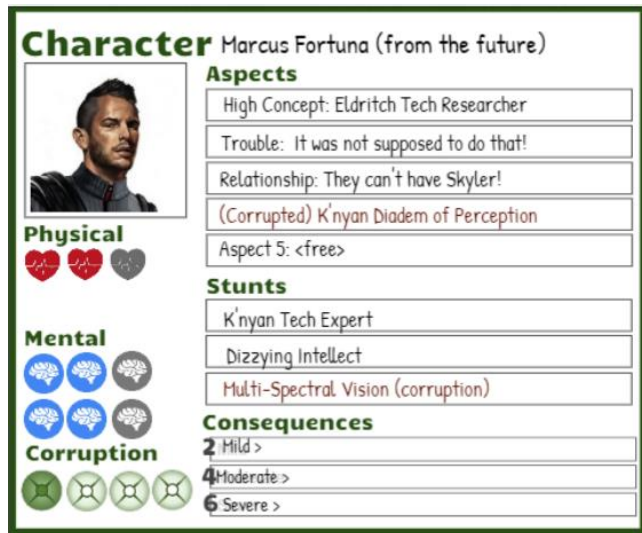 Character Marcus Fortuna (from the future)
Aspects
High Concept: Eldritch Tech Researcher
Trouble: It was not supposed to do that!
Relationship: They can't have Skyler!
(Corrupted) K'nyan Diadem of Perception
Aspect 5: <free>
Physical
Stunts
K'nyan Tech Expert
Dizzying Intellect
Multi-Spectral Vision (corruption)
Mental
Consequences
2 Mild >
4 Moderate >
6 Severe >
Corruption